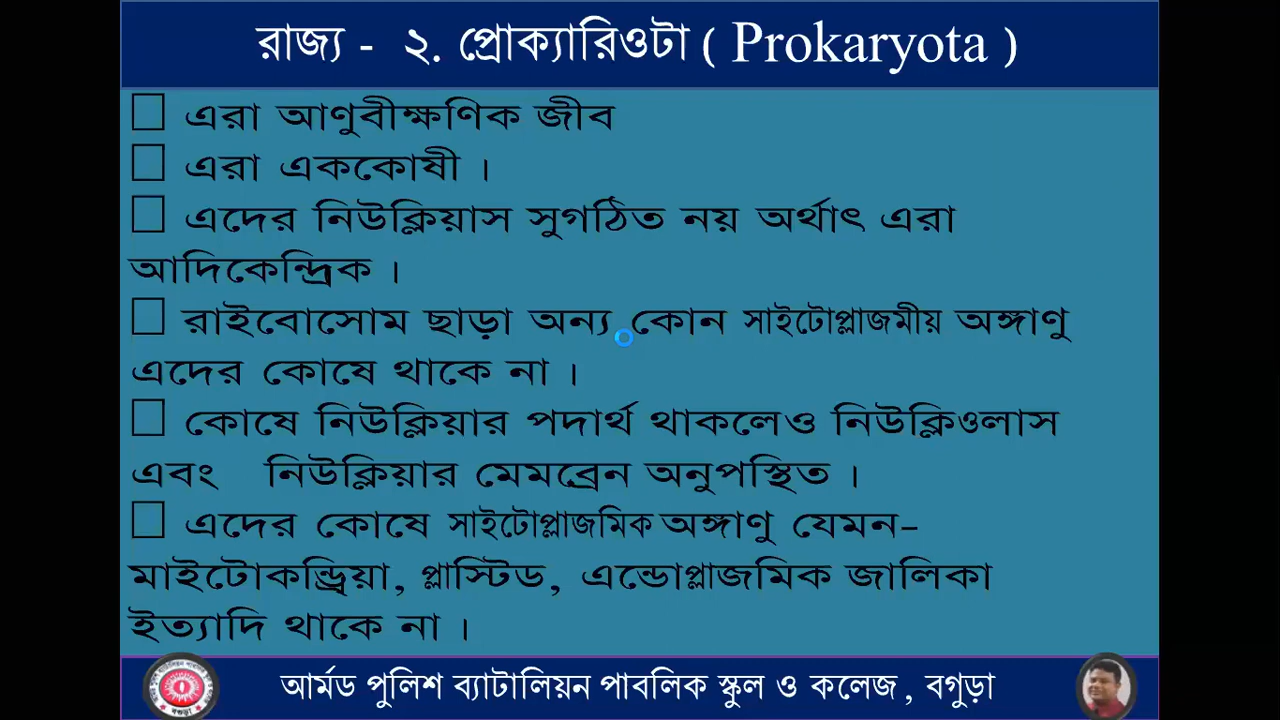 রাজ্য - ২. প্রোক্যারিওটা ( Prokaryota )
□ এরা আণুবীক্ষণিক জীব
□ এরা এককোষী ।
□ এদের নিউক্লিয়াস সুগঠিত নয় অর্থাৎ এরা
আদিকেন্দ্রিক ।
□ রাইবোসোম ছাড়া অন্য কোন সাইটোপ্লাজমীয় অঙ্গাণু
এদের কোষে থাকে না ।
□ কোষে নিউক্লিয়ার পদার্থ থাকলেও নিউক্লিওলাস
এবং নিউক্লিয়ার মেমব্রেন অনুপস্থিত ।
□ এদের কোষে সাইটোপ্লাজমিক অঙ্গাণু যেমন-
মাইটোকন্ড্রিয়া, প্লাস্টিড, এন্ডোপ্লাজমিক জালিকা
ইত্যাদি থাকে না ।
আর্মড পুলিশ ব্যাটালিয়ন পাবলিক স্কুল ও কলেজ, বগুড়া